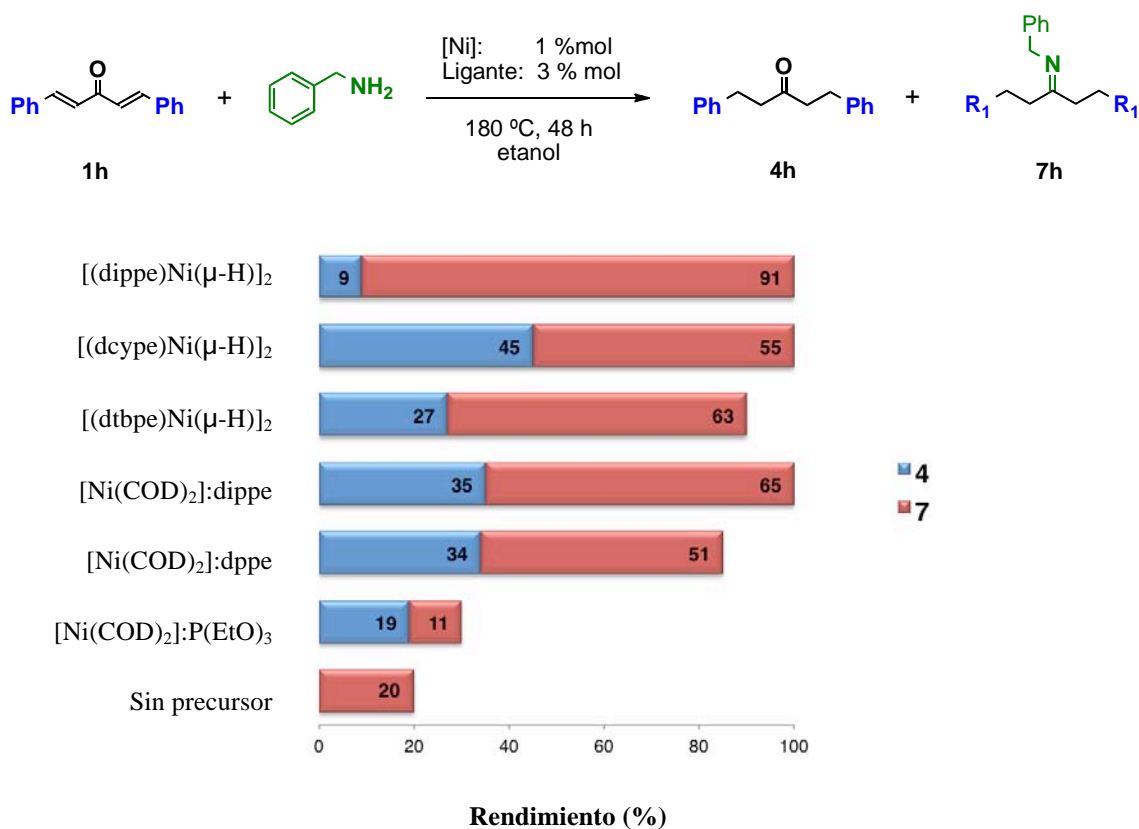 Ph
O
Ph
1h
+
NH2
[Ni]: 1 %mol
Ligante: 3 % mol
180 ºC, 48 h
etanol
Ph
O
Ph
4h
+
Ph
N
R1
R1
7h
[(dippe)Ni(µ-H)]2 9 91
[(dcype)Ni(µ-H)]2 45 55
[(dtbpe)Ni(µ-H)]2 27 63
[Ni(COD)2]:dippe 35 65
[Ni(COD)2]:dppe 34 51
[Ni(COD)2]:P(EtO)3 19 11
Sin precursor 20
4
7
0 20 40 60 80 100
Rendimiento (%)